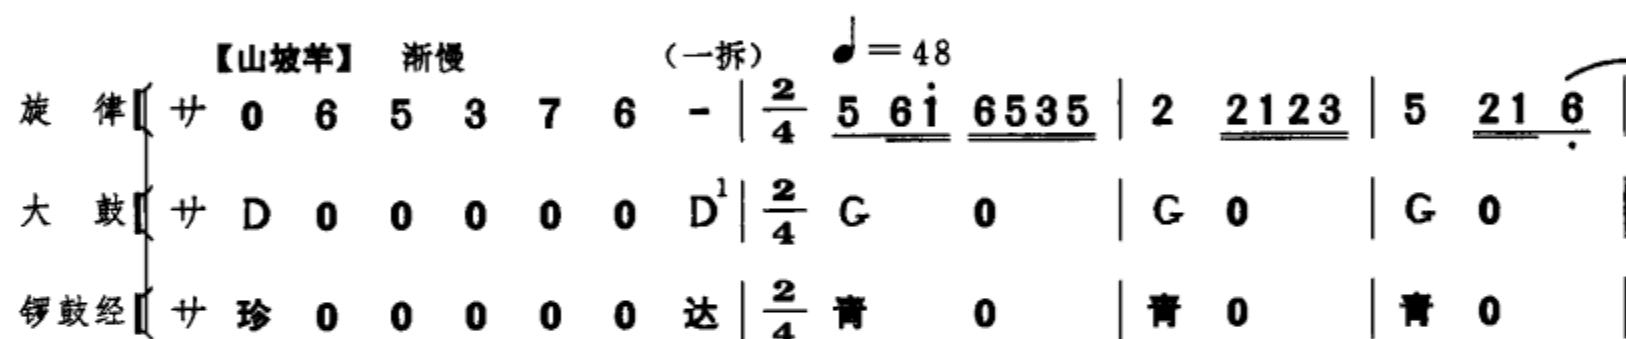 【山坡羊】 渐慢 （一拆） ♩=48
旋 律 サ 0 6 5 3 7 6 - | 2/4 5 6i̇ 6535 | 2 2123 | 5 21 6̣ |
大 鼓 サ D 0 0 0 0 0 D¹ | 2/4 G 0 | G 0 | G 0 |
锣鼓经 サ 珍 0 0 0 0 0 达 | 2/4 青 0 | 青 0 | 青 0 |